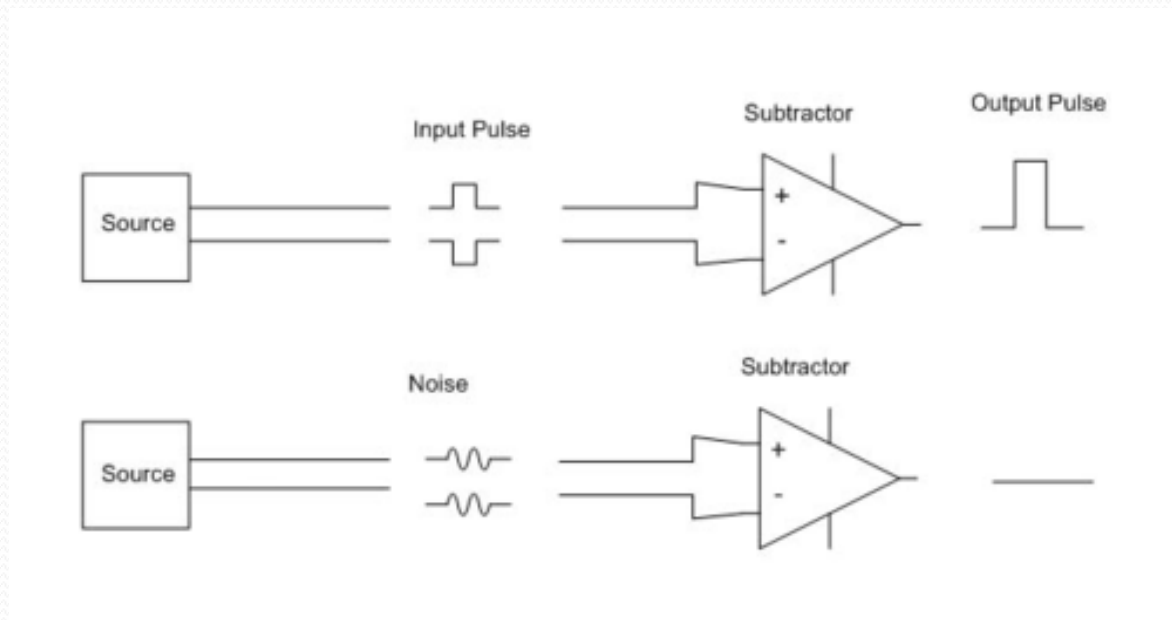 Input Pulse
Subtractor
Output Pulse
Source
+
-
Noise
Subtractor
Source
+
-